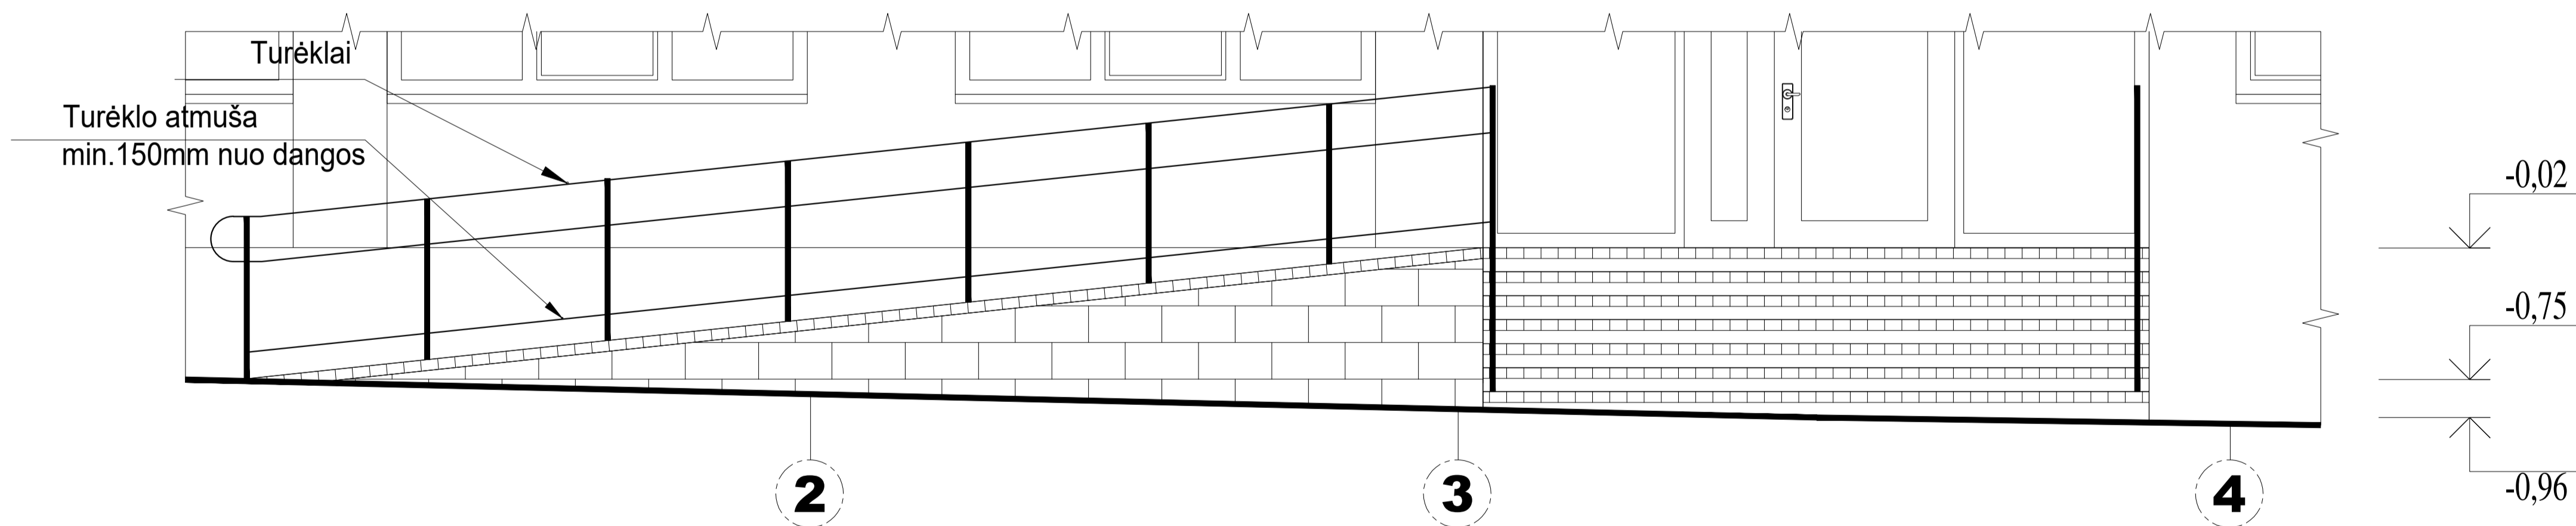 Turėklai
Turėklo atmuša
min.150mm nuo dangos
-0,02
-0,75
-0,96
2
3
4